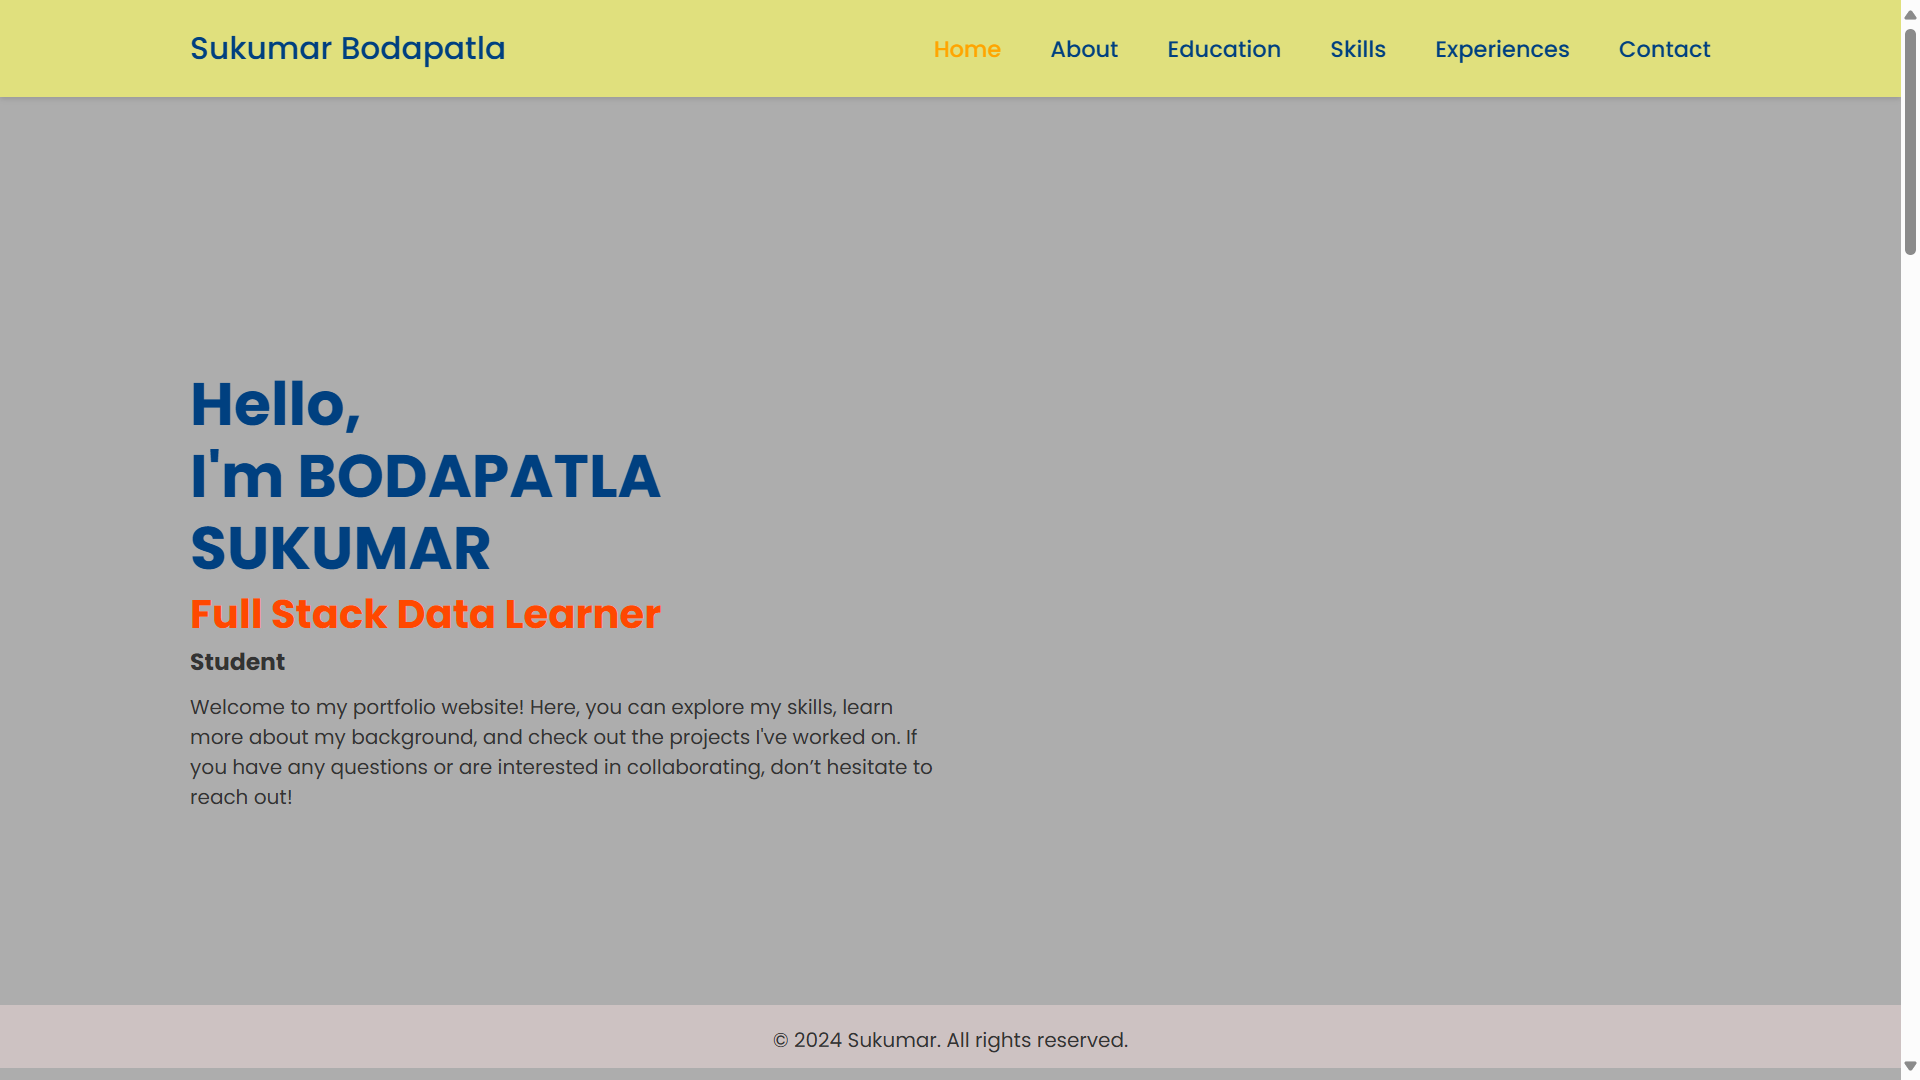 Sukumar Bodapatla
Home About Education Skills Experiences Contact
Hello,
I'm BODAPATLA
SUKUMAR
Full Stack Data Learner
Student
Welcome to my portfolio website! Here, you can explore my skills, learn
more about my background, and check out the projects I've worked on. If
you have any questions or are interested in collaborating, don’t hesitate to
reach out!
© 2024 Sukumar. All rights reserved.